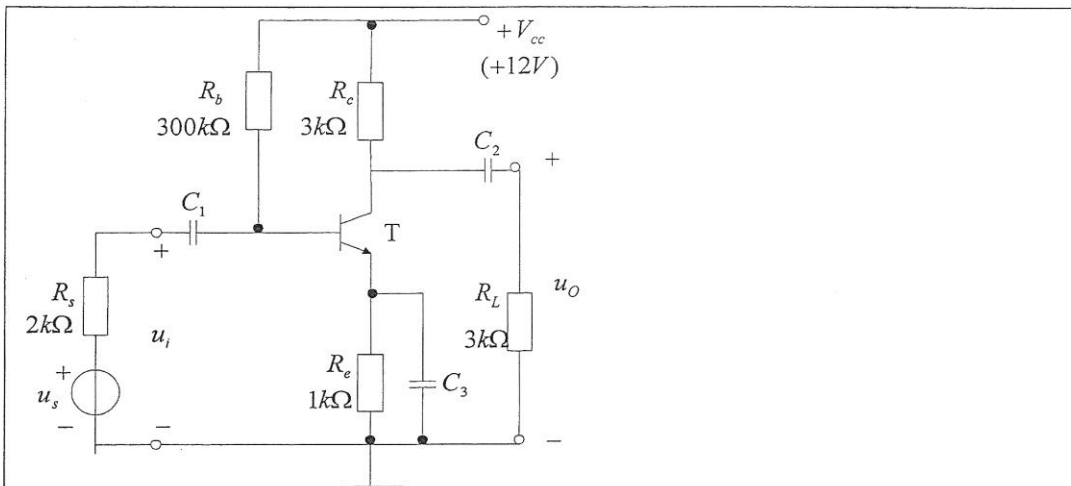 +V_cc
(+12V)
R_b
300kΩ
R_c
3kΩ
C_2
+
C_1
T
+
R_s
2kΩ
u_i
R_L
3kΩ
u_O
R_e
1kΩ
C_3
+
u_s
−
−
−